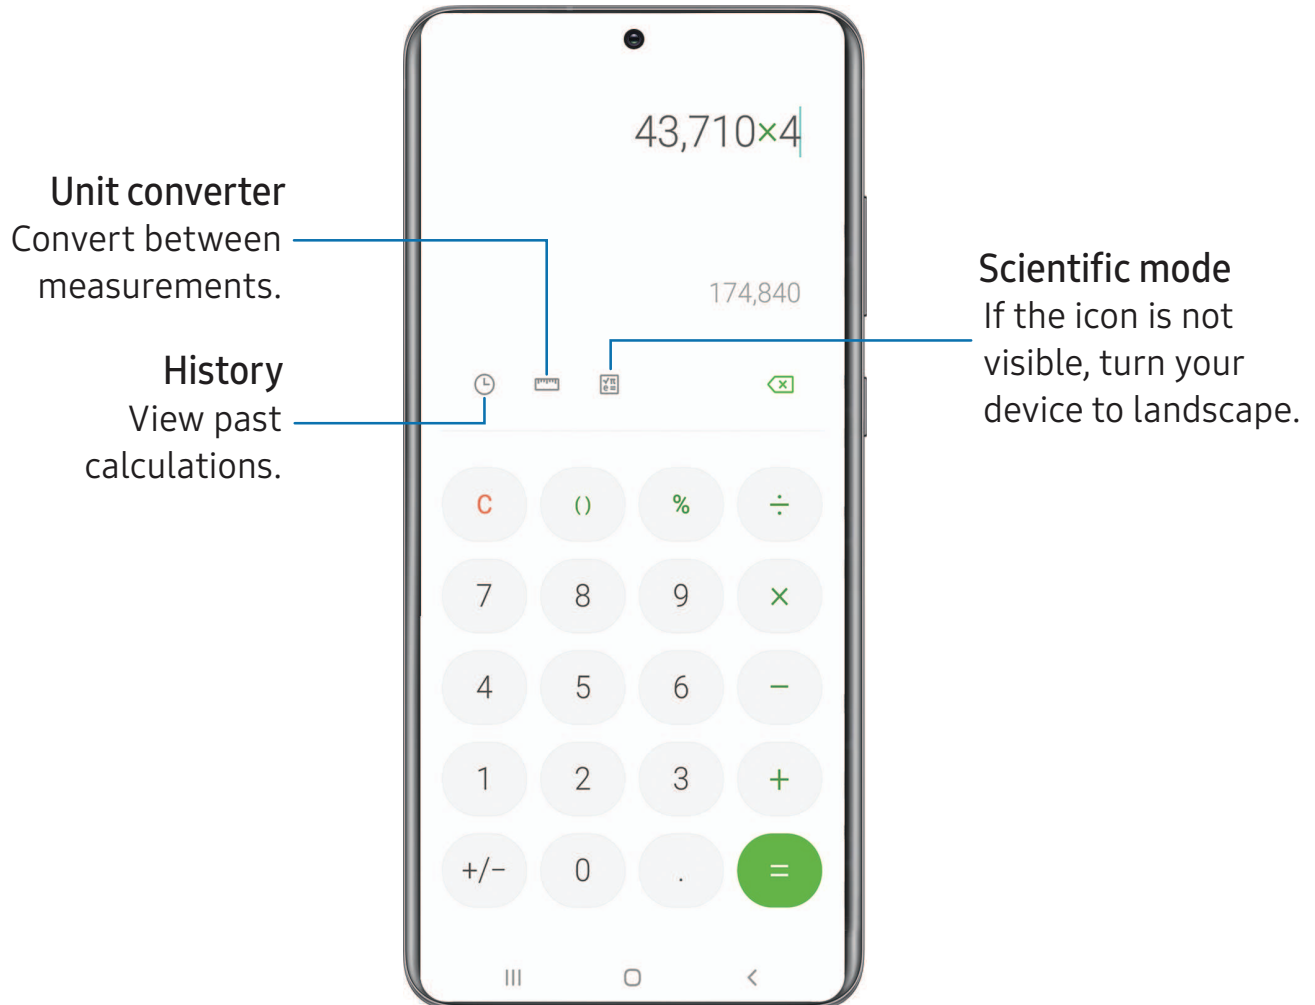 43,710×4
Unit converter
Convert between
measurements.
174,840
Scientific mode
If the icon is not
visible, turn your
device to landscape.
History
View past
calculations.
C () % ÷
7 8 9 ×
4 5 6 −
1 2 3 +
+/− 0 . =